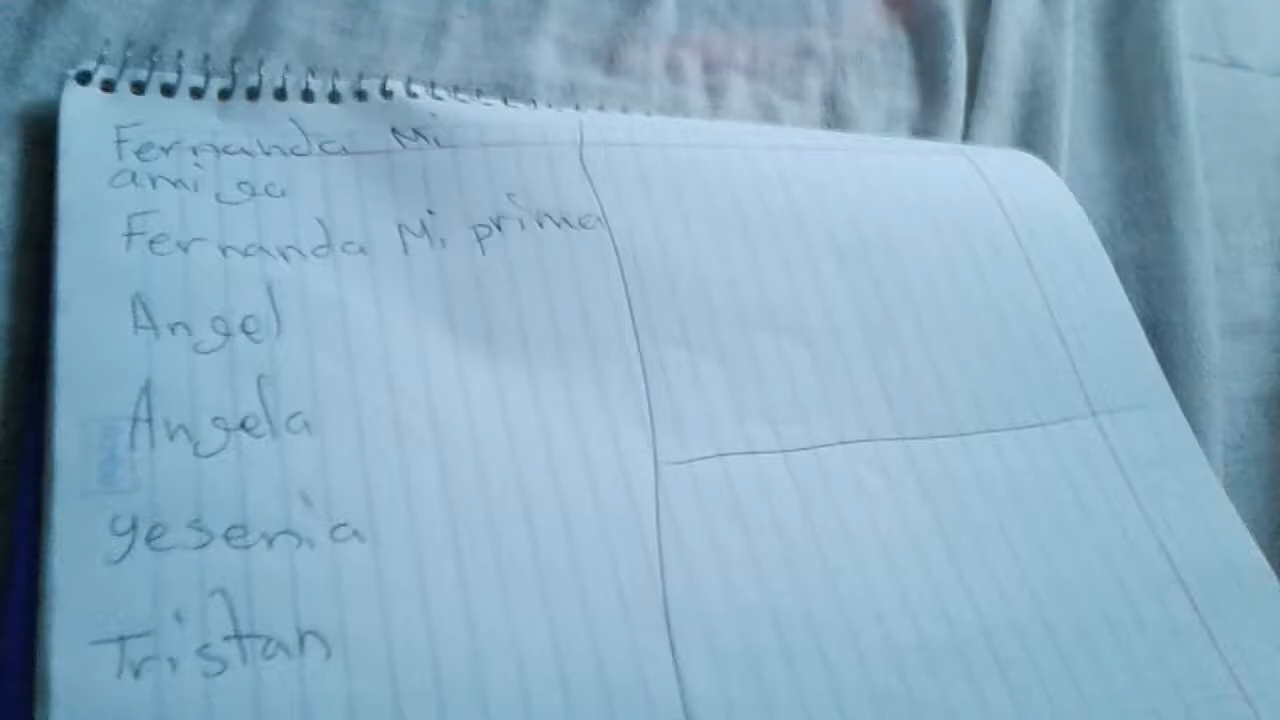 Fernanda Mi
amiga
Fernanda Mi prima
Angel
Angela
yesenia
Tristan